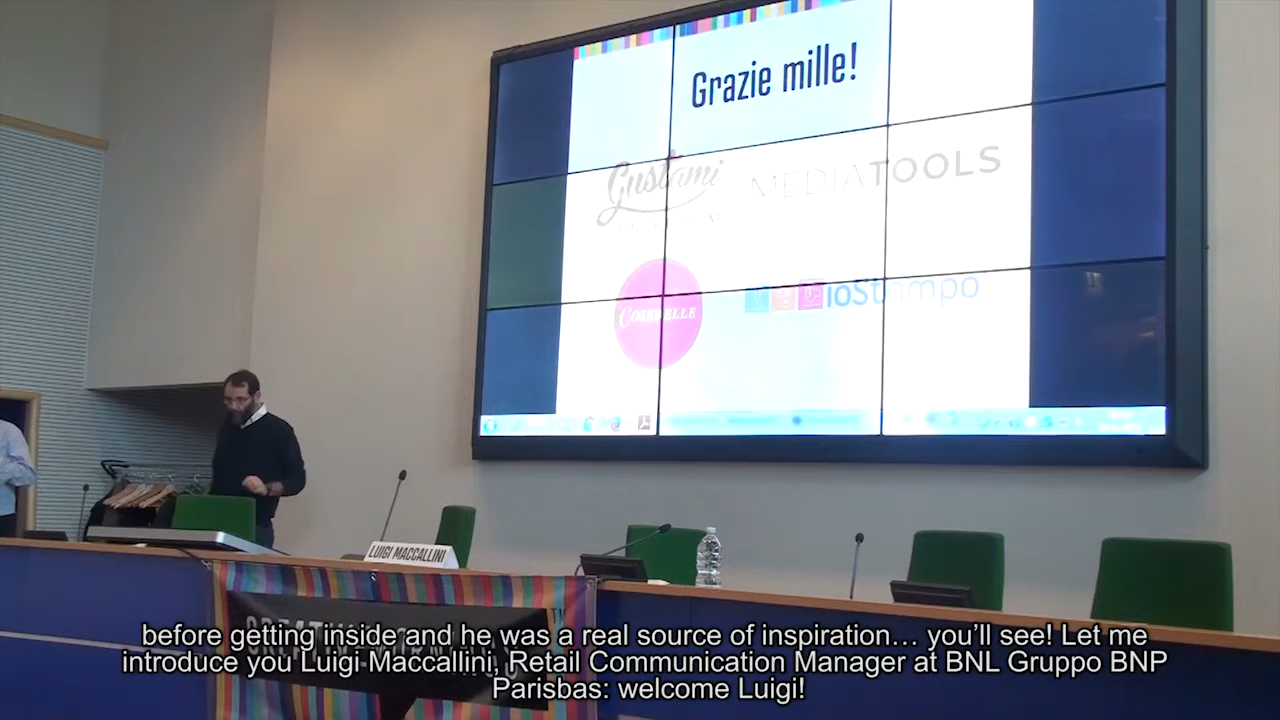 Grazie mille!
Gustami
MEDIATOOLS
COSEBELLE
ioStampo
LUIGI MACCALLINI
before getting inside and he was a real source of inspiration… you’ll see! Let me
introduce you Luigi Maccallini, Retail Communication Manager at BNL Gruppo BNP
Parisbas: welcome Luigi!